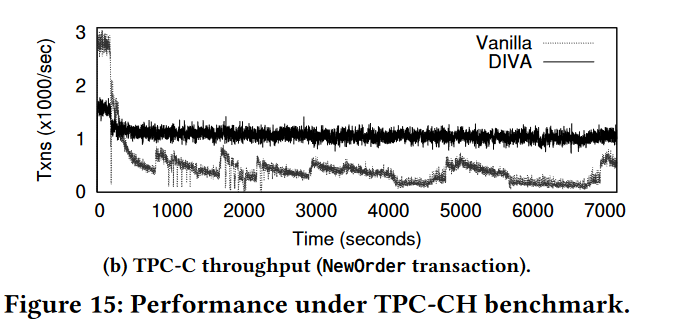 3
Vanilla
DIVA
2
1
0
Txns (x1000/sec)
0 1000 2000 3000 4000 5000 6000 7000
Time (seconds)
(b) TPC-C throughput (NewOrder transaction).
Figure 15: Performance under TPC-CH benchmark.